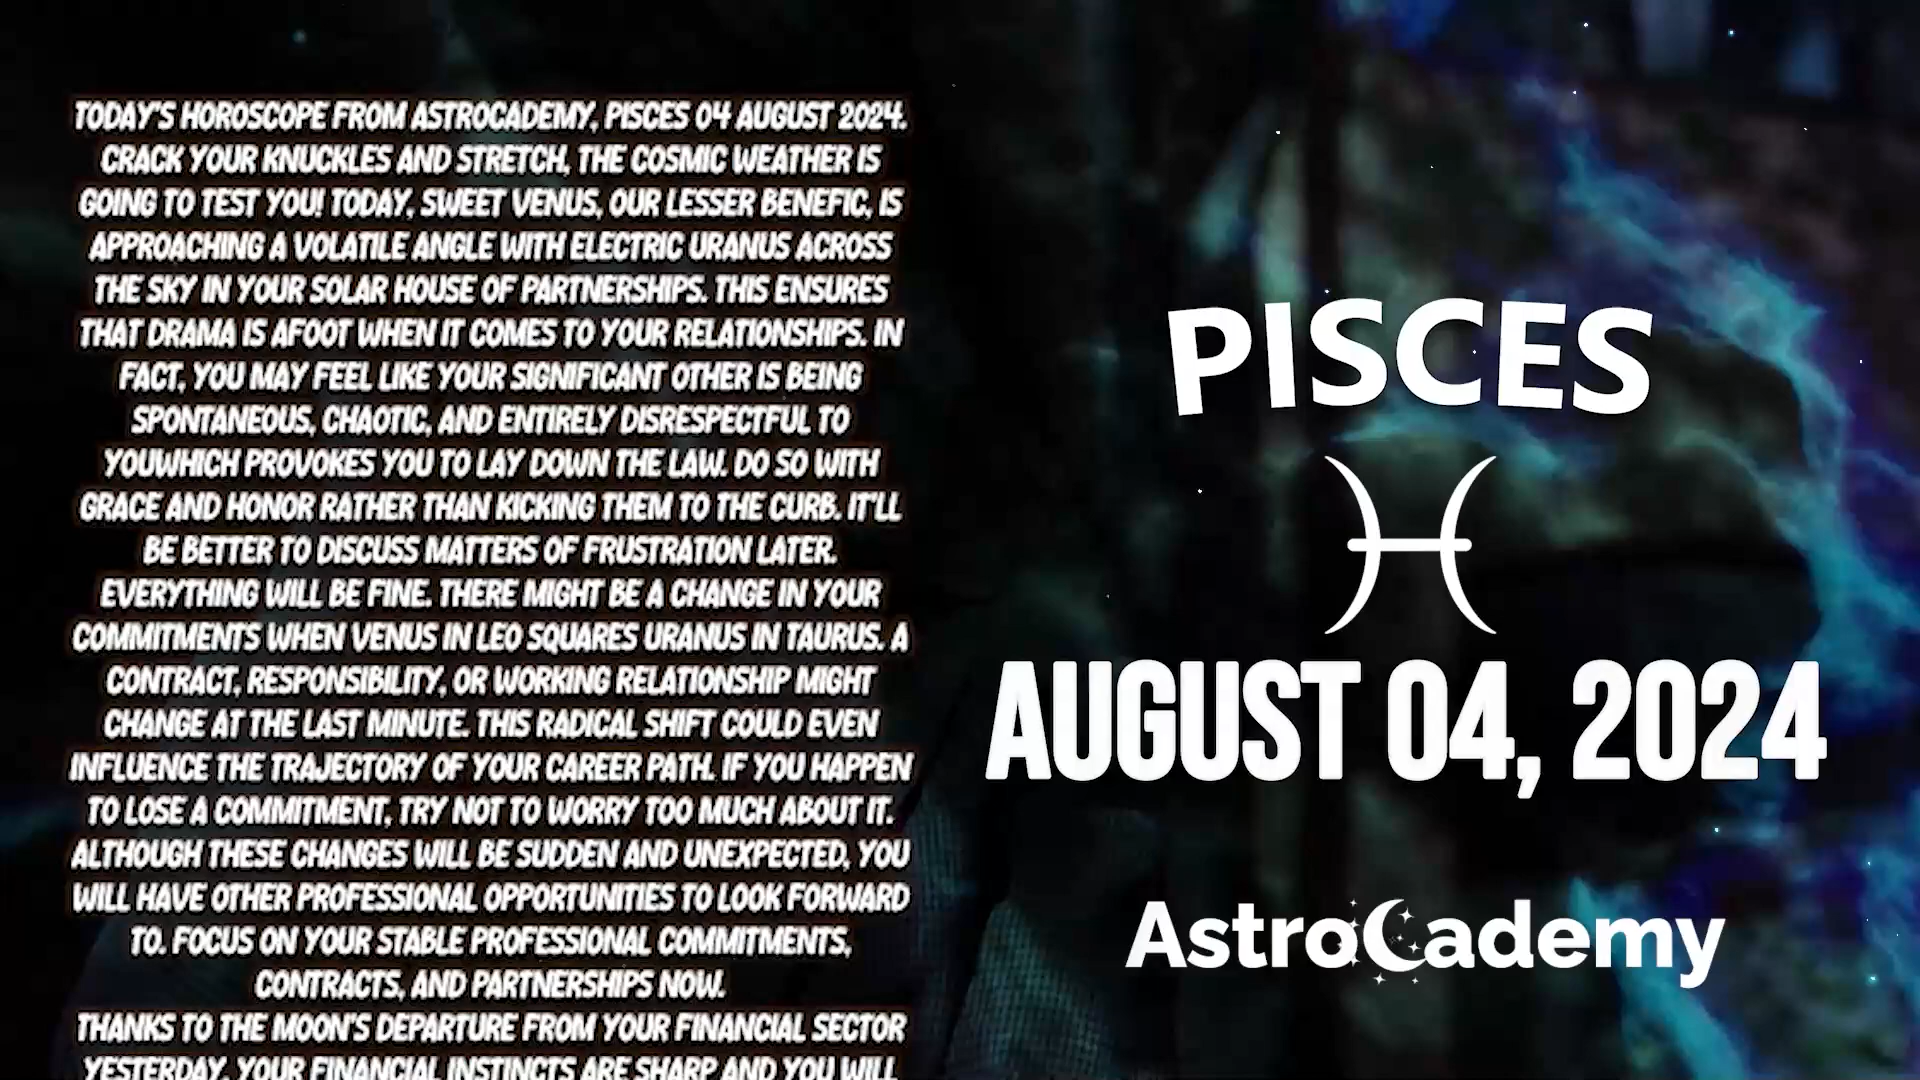 TODAY'S HOROSCOPE FROM ASTROCADEMY, PISCES 04 AUGUST 2024.
CRACK YOUR KNUCKLES AND STRETCH, THE COSMIC WEATHER IS
GOING TO TEST YOU! TODAY, SWEET VENUS, OUR LESSER BENEFIC, IS
APPROACHING A VOLATILE ANGLE WITH ELECTRIC URANUS ACROSS
THE SKY IN YOUR SOLAR HOUSE OF PARTNERSHIPS. THIS ENSURES
THAT DRAMA IS AFOOT WHEN IT COMES TO YOUR RELATIONSHIPS. IN
FACT, YOU MAY FEEL LIKE YOUR SIGNIFICANT OTHER IS BEING
SPONTANEOUS, CHAOTIC, AND ENTIRELY DISRESPECTFUL TO
YOUWHICH PROVOKES YOU TO LAY DOWN THE LAW. DO SO WITH
GRACE AND HONOR RATHER THAN KICKING THEM TO THE CURB. IT'LL
BE BETTER TO DISCUSS MATTERS OF FRUSTRATION LATER.
EVERYTHING WILL BE FINE. THERE MIGHT BE A CHANGE IN YOUR
COMMITMENTS WHEN VENUS IN LEO SQUARES URANUS IN TAURUS. A
CONTRACT, RESPONSIBILITY, OR WORKING RELATIONSHIP MIGHT
CHANGE AT THE LAST MINUTE. THIS RADICAL SHIFT COULD EVEN
INFLUENCE THE TRAJECTORY OF YOUR CAREER PATH. IF YOU HAPPEN
TO LOSE A COMMITMENT, TRY NOT TO WORRY TOO MUCH ABOUT IT.
ALTHOUGH THESE CHANGES WILL BE SUDDEN AND UNEXPECTED, YOU
WILL HAVE OTHER PROFESSIONAL OPPORTUNITIES TO LOOK FORWARD
TO. FOCUS ON YOUR STABLE PROFESSIONAL COMMITMENTS,
CONTRACTS, AND PARTNERSHIPS NOW.
THANKS TO THE MOON'S DEPARTURE FROM YOUR FINANCIAL SECTOR
YESTERDAY, YOUR FINANCIAL INSTINCTS ARE SHARP AND YOU WILL
PISCES
AUGUST 04, 2024
AstroCademy